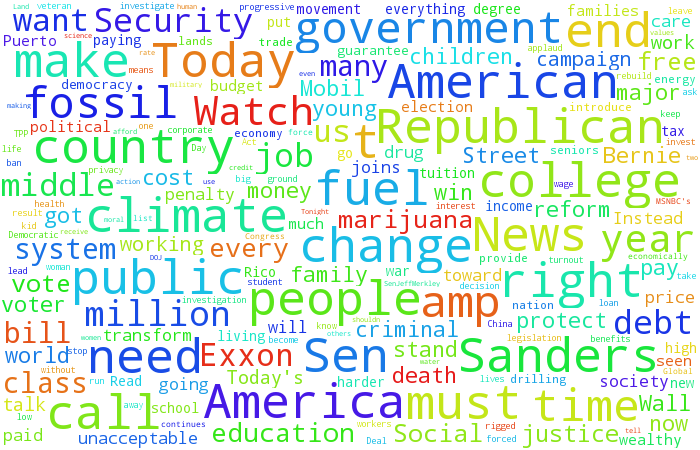 Land veteran investigate human progressive movement everything degree families leave values
want Security government end applaud
Puerto paying lands put trade care
science rate means guarantee work
make Today many children campaign free
democracy budget Mobil American major rebuild energy ask
home fossil Watch young election introduce keep
making military
TPP political economy force us t Republican tax invest
afford one corporate
life country job go drug Street seniors Bernie two
ban privacy Day Act joins
action use credit big ground tuition wage MSNBC's
middle cost penalty money fuel win income college
health list much reform Instead
result got climate marijuana interest News year
kid moral receive Tonight provide turnout economically
Democratic system working every Congress change pay take
woman DOJ Rico family war toward right price
lead vote public student people SenJeffMerkley decision nation loan
voter investigation amp China protect debt
million will know shouldn
bill women transform living become others criminal legislation benefits high
world stop need Exxon Sen stand Sanders seen Global
without water
class run Read going Today's death harder lives drilling society new
talk away school America must time Wall now
low call workers rigged
paid continues education Social justice tell wealthy
unacceptable Deal forced